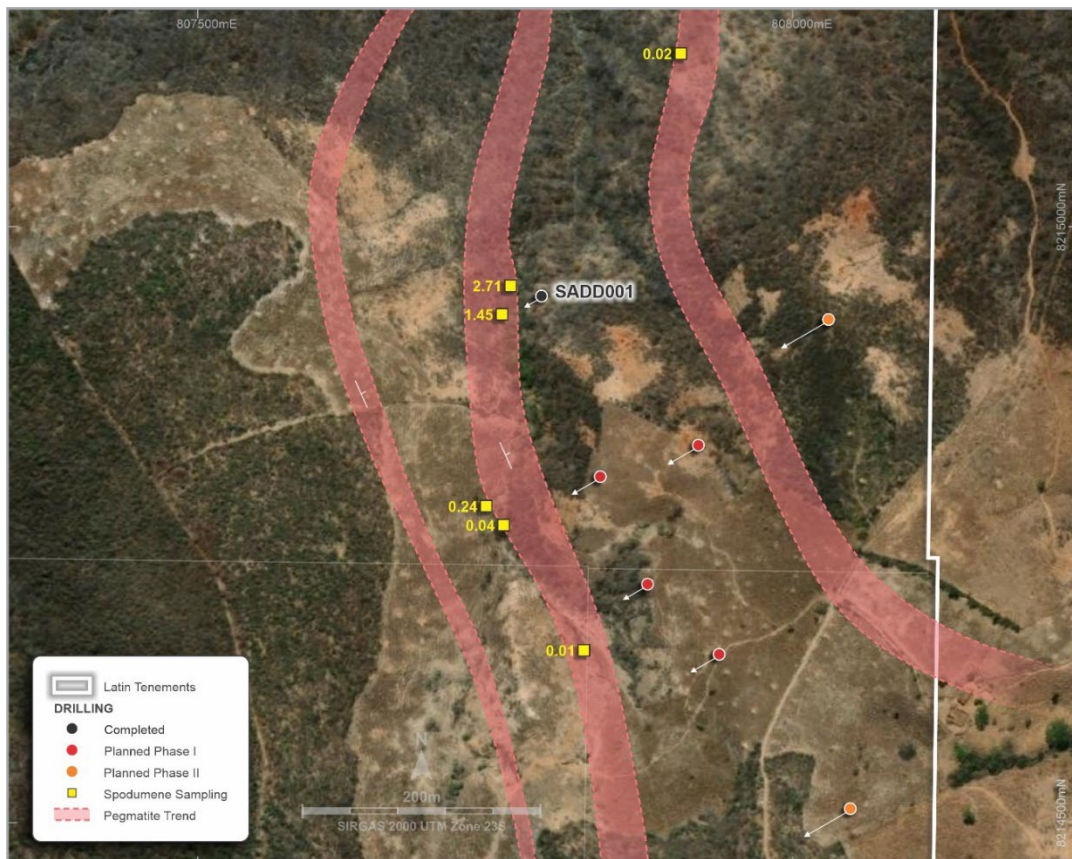 807500mE
808000mE
0.02
8215000mN
2.71
SADD001
1.45
0.24
0.04
0.01
Latin Tenements
DRILLING
Completed
Planned Phase I
Planned Phase II
Spodumene Sampling
Pegmatite Trend
N
200m
SIRGAS 2000 UTM Zone 23S
8214500mN